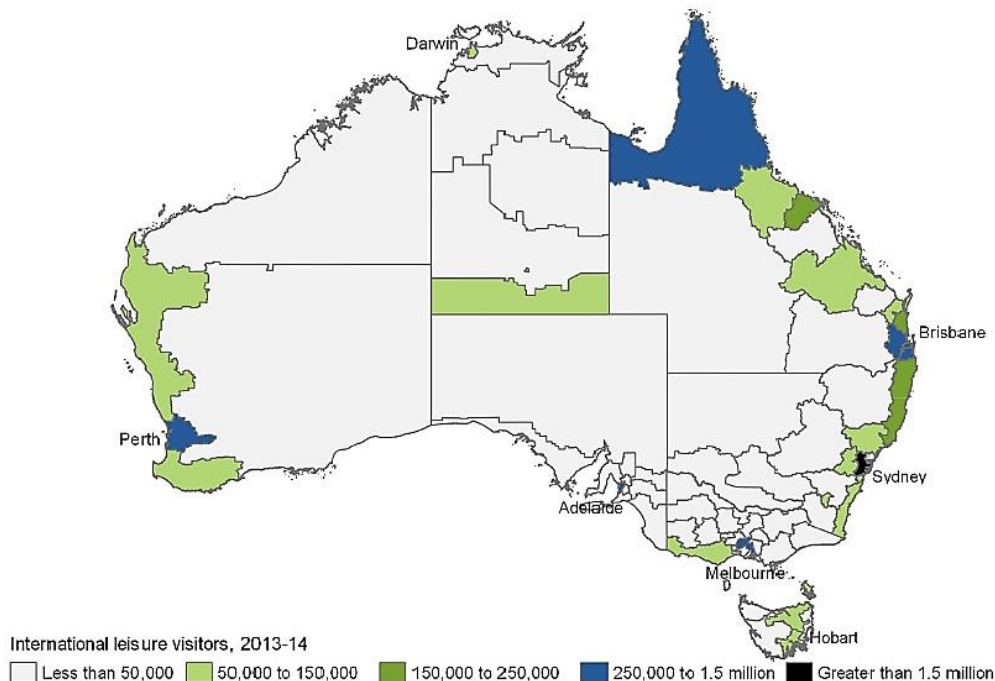 Darwin
Brisbane
Perth
Sydney
Adelaide
Melbourne
Hobart
International leisure visitors, 2013-14
Less than 50,000 50,000 to 150,000 150,000 to 250,000 250,000 to 1.5 million Greater than 1.5 million